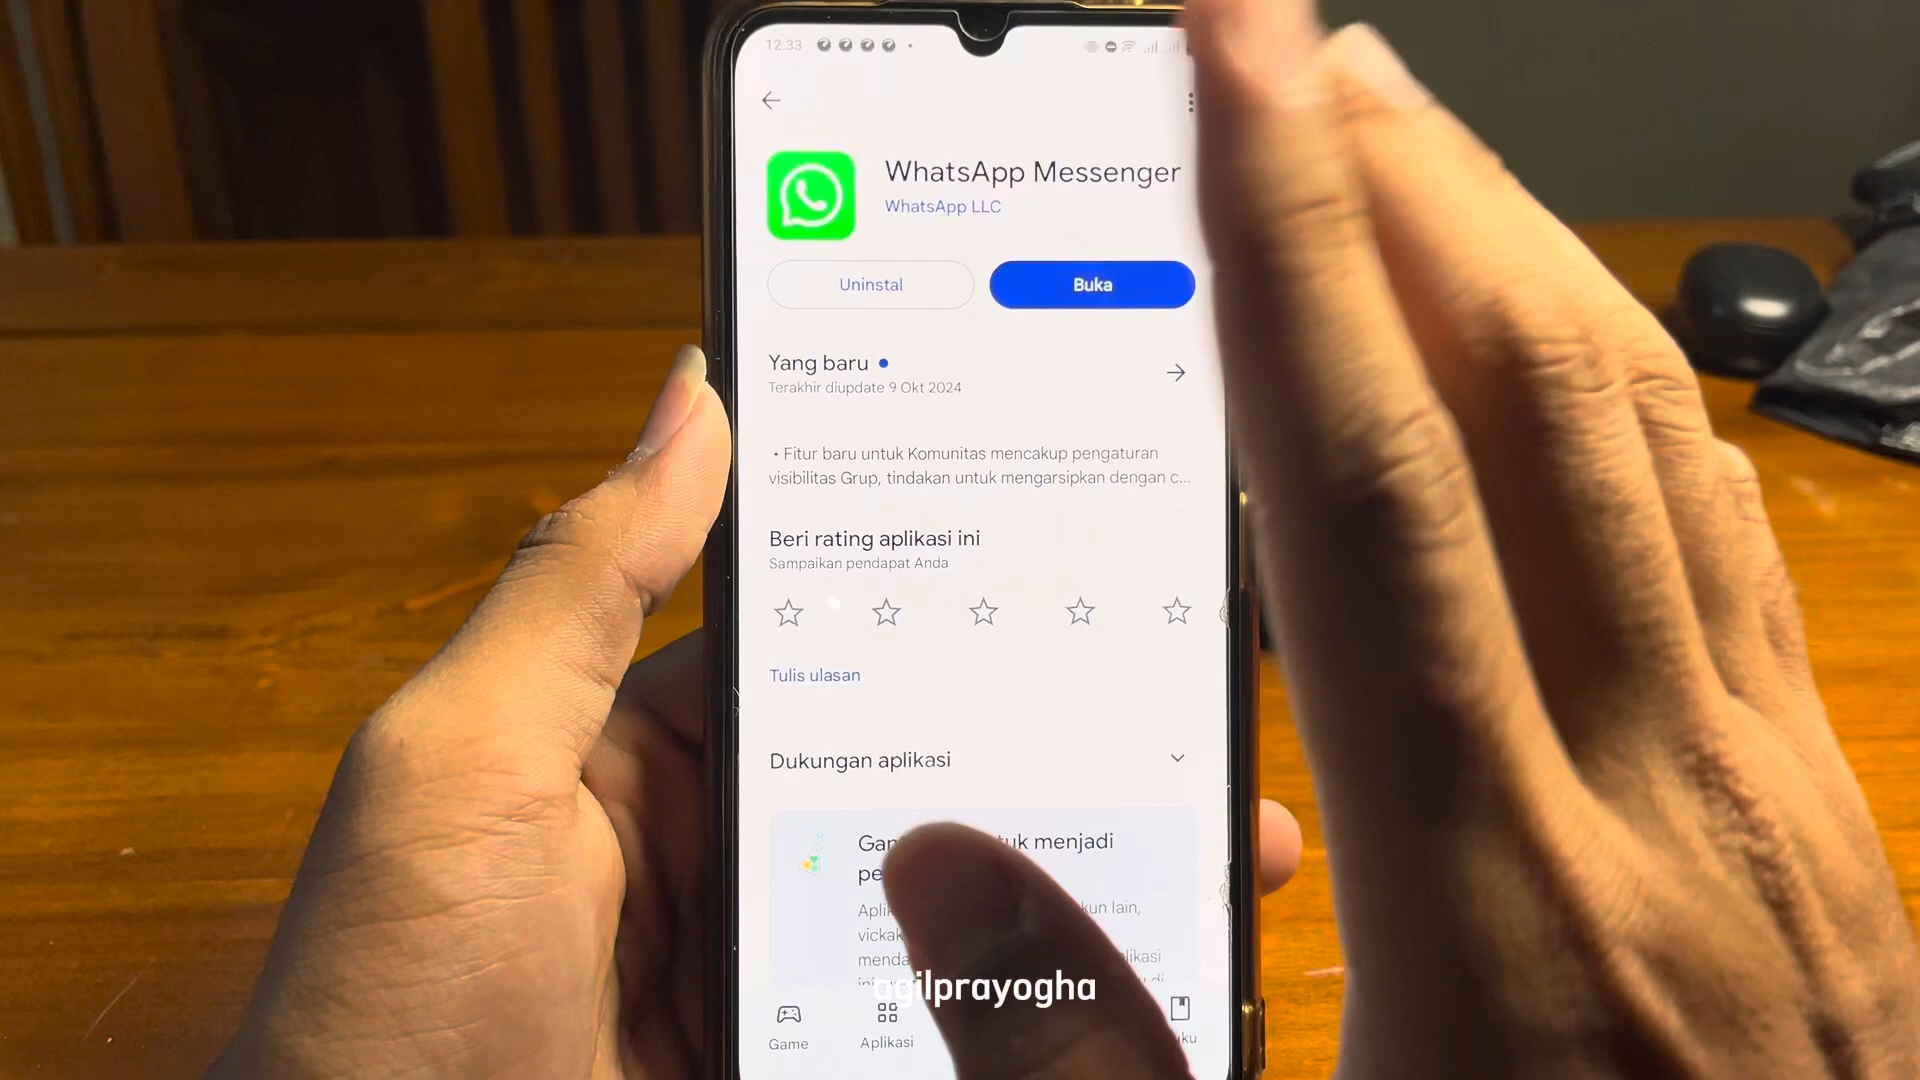 12.33
WhatsApp Messenger
WhatsApp LLC
Uninstal
Buka
Yang baru
Terakhir diupdate 9 Okt 2024
• Fitur baru untuk Komunitas mencakup pengaturan
visibilitas Grup, tindakan untuk mengarsipkan dengan c...
Beri rating aplikasi ini
Sampaikan pendapat Anda
Tulis ulasan
Dukungan aplikasi
menjadi
lain,
agilprayogha
Game
Aplikasi